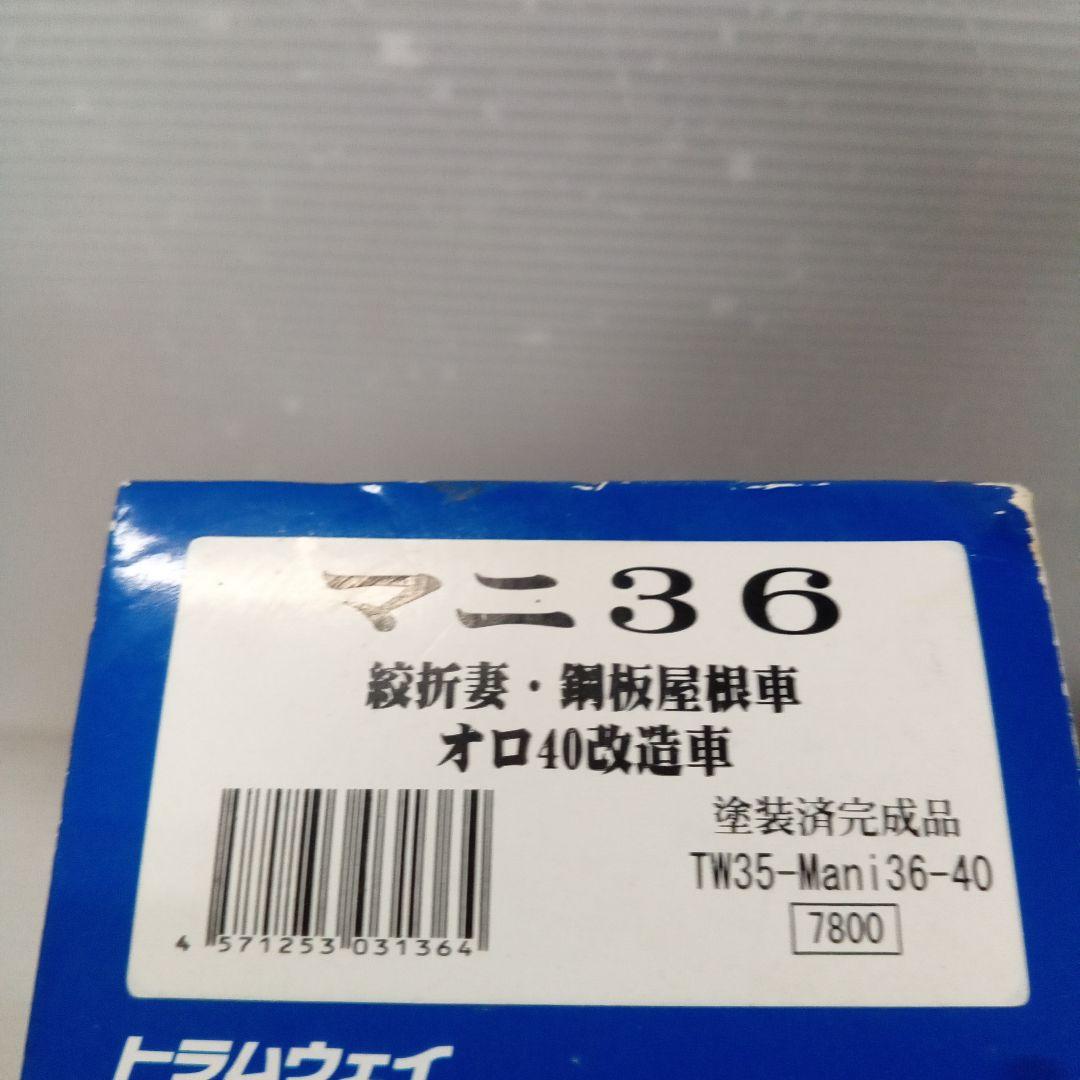 マニ36
絞折妻・鋼板屋根車
オロ40改造車
塗装済完成品
TW35-Mani36-40
7800
4 571253 031364
トラムウェイ